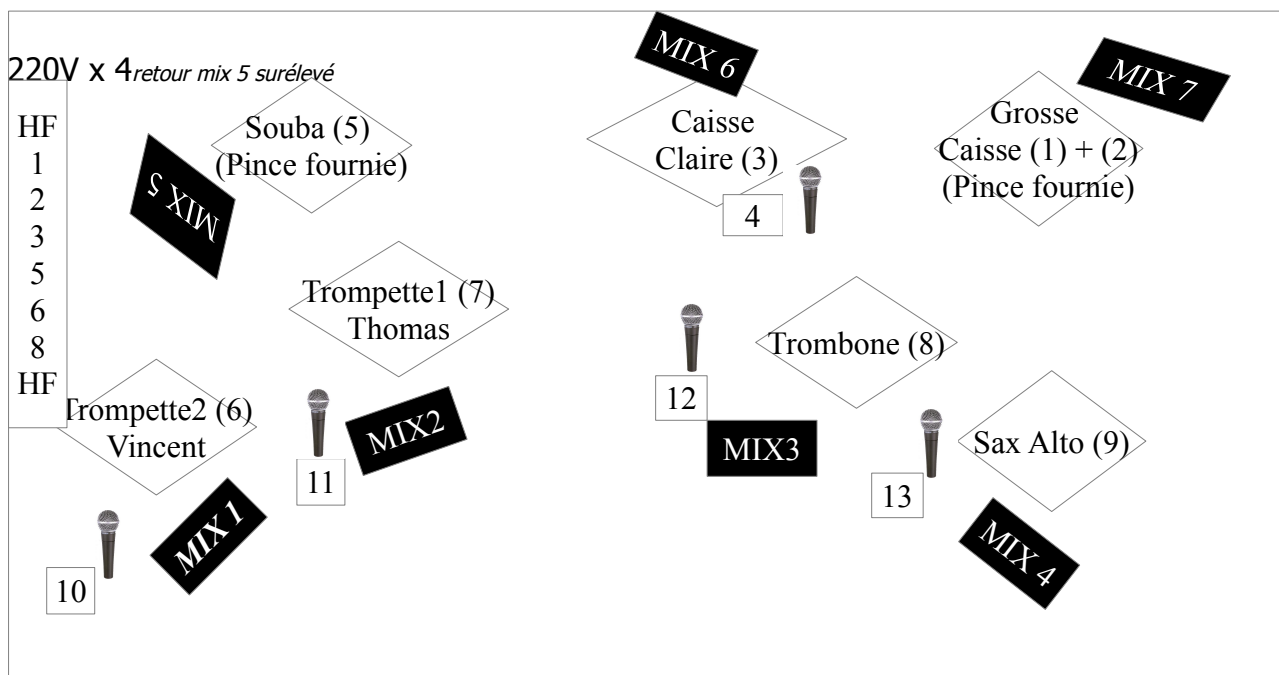 220V x 4 retour mix 5 surélevé
HF
1
2
3
5
6
8
HF
Souba (5)
(Pince fournie)
MIX 5
MIX 6
Caisse
Claire (3)
4
Grosse
Caisse (1) + (2)
(Pince fournie)
MIX 7
Trompette1 (7)
Thomas
Trombone (8)
12
MIX3
Trompette2 (6)
Vincent
11
MIX2
Sax Alto (9)
13
MIX 4
MIX 1
10